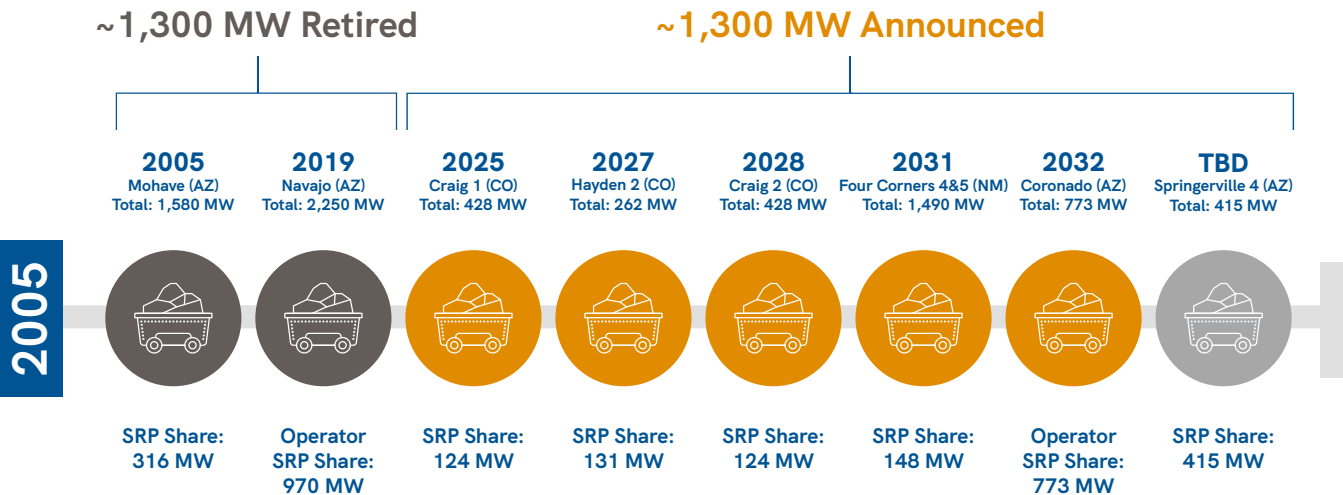 ~1,300 MW Retired
~1,300 MW Announced
2005
Mohave (AZ)
Total: 1,580 MW
2019
Navajo (AZ)
Total: 2,250 MW
2025
Craig 1 (CO)
Total: 428 MW
2027
Hayden 2 (CO)
Total: 262 MW
2028
Craig 2 (CO)
Total: 428 MW
2031
Four Corners 4&5 (NM)
Total: 1,490 MW
2032
Coronado (AZ)
Total: 773 MW
TBD
Springerville 4 (AZ)
Total: 415 MW
2005
SRP Share:
316 MW
Operator
SRP Share:
970 MW
SRP Share:
124 MW
SRP Share:
131 MW
SRP Share:
124 MW
SRP Share:
148 MW
Operator
SRP Share:
773 MW
SRP Share:
415 MW